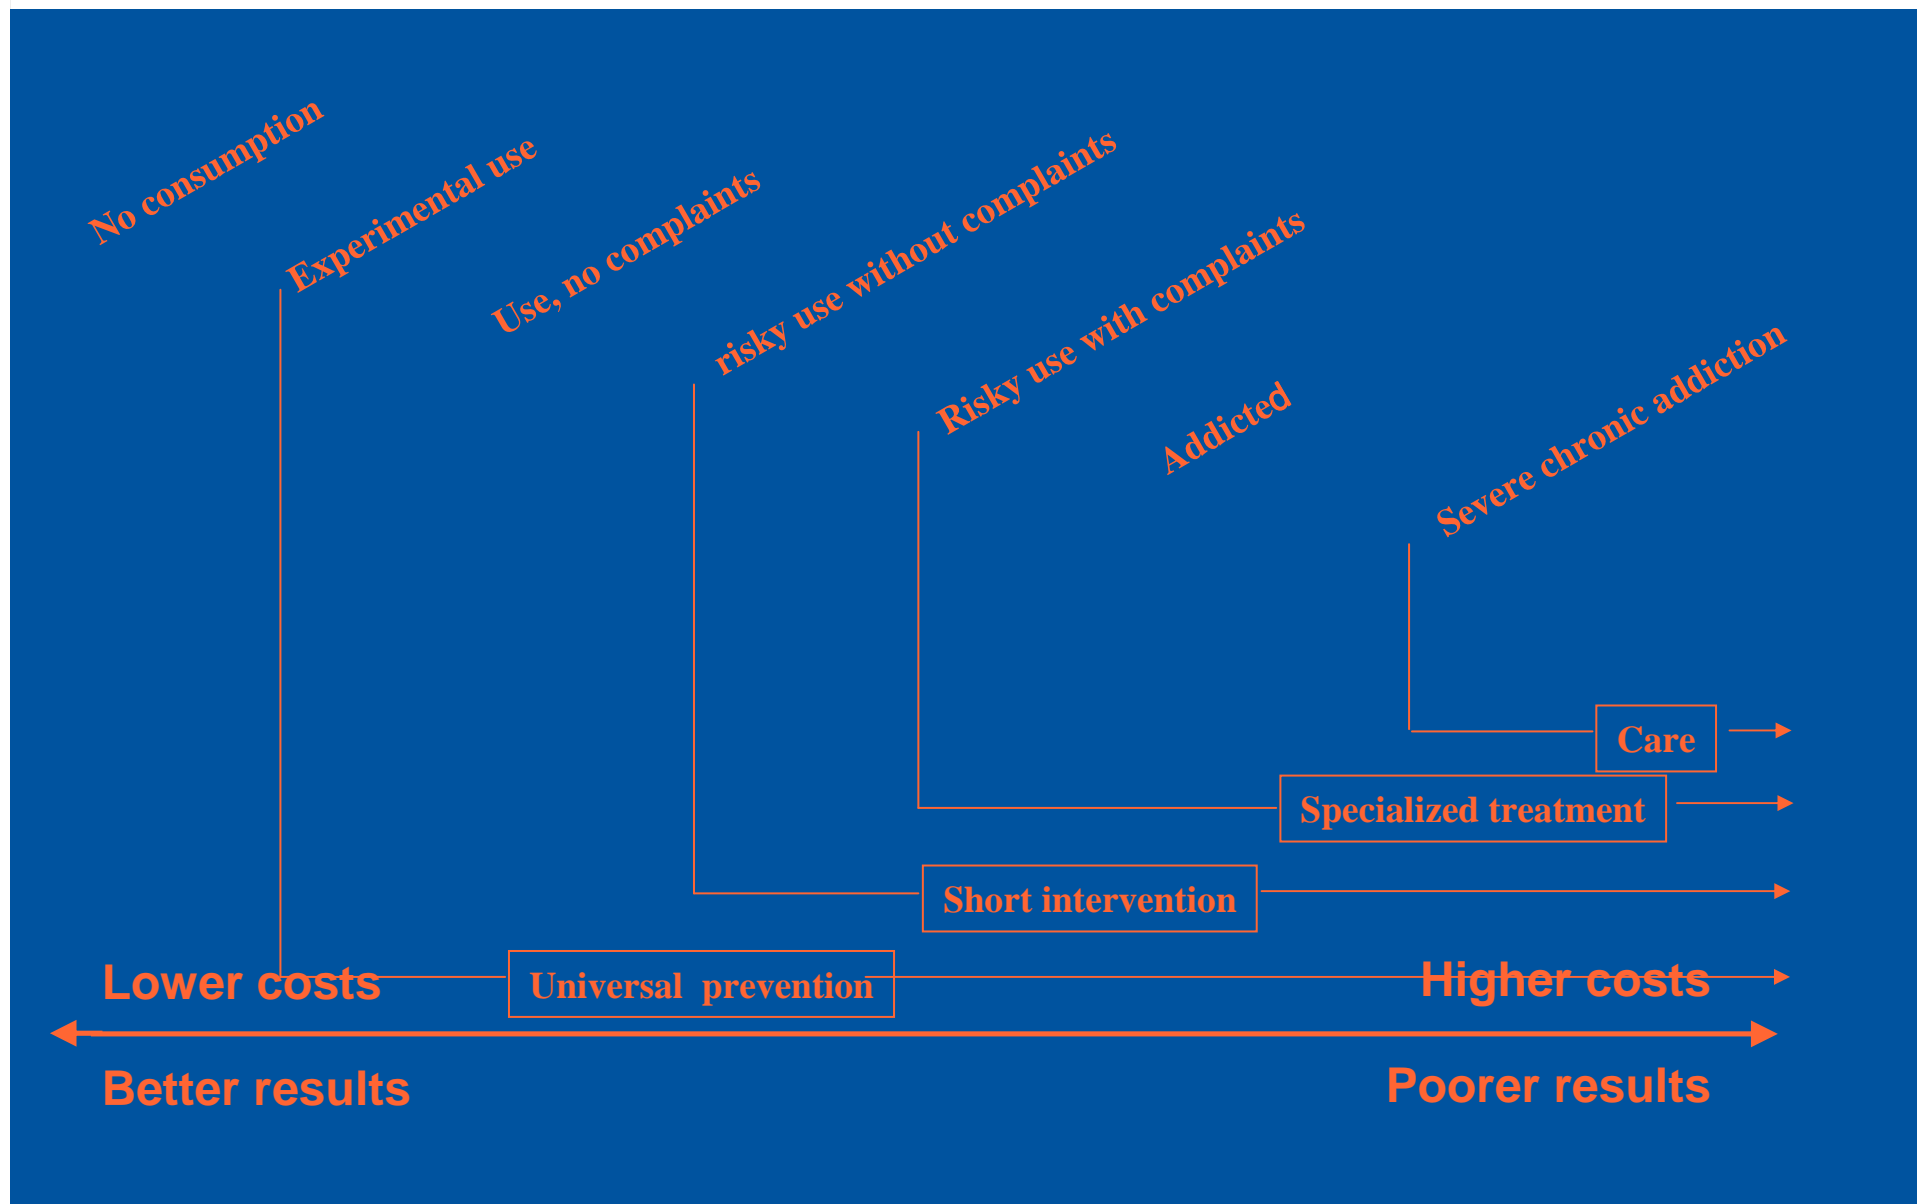 No consumption
Experimental use
Use, no complaints
risky use without complaints
Risky use with complaints
Addicted
Severe chronic addiction
Care
Specialized treatment
Short intervention
Universal prevention
Lower costs
Higher costs
Better results
Poorer results